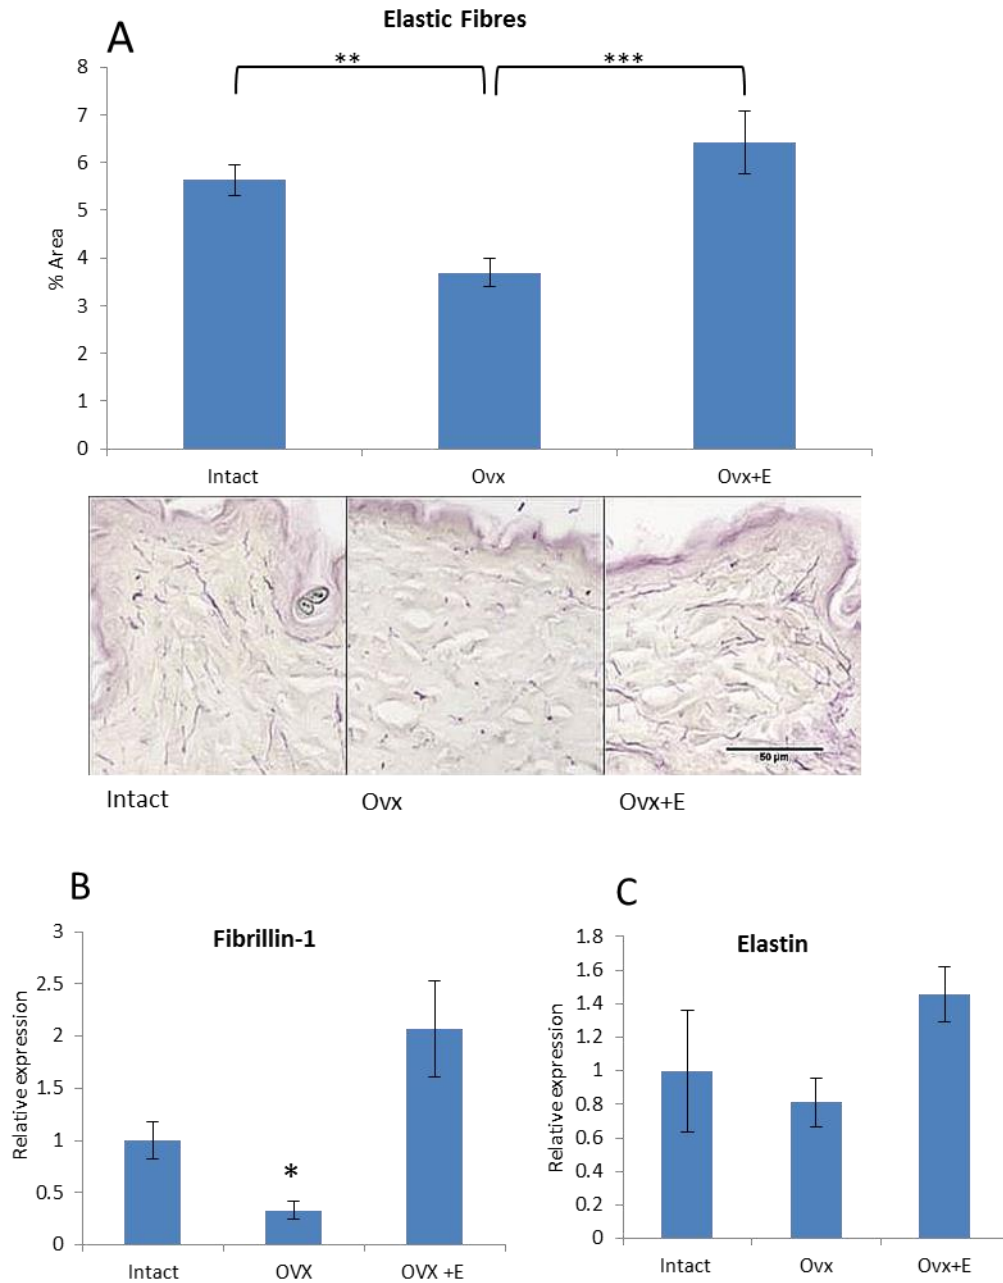 Elastic Fibres
A
** ***
8
7
6
5
4
3
2
1
0
% Area
Intact Ovx Ovx+E
50 µm
Intact Ovx Ovx+E
B
Fibrillin-1
3
2.5
2
1.5
1
0.5
0
Relative expression
*
Intact OVX OVX +E
C
Elastin
1.8
1.6
1.4
1.2
1
0.8
0.6
0.4
0.2
0
Relative expression
Intact Ovx Ovx+E